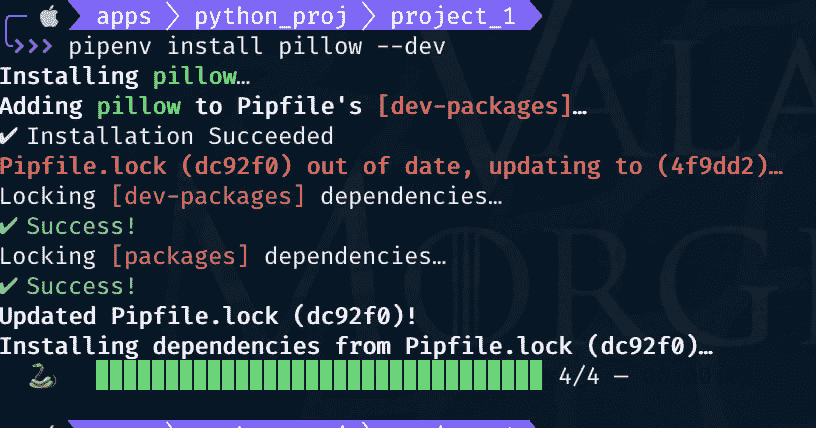 apps python_proj project_1
>>> pipenv install pillow --dev
Installing pillow…
Adding pillow to Pipfile's [dev-packages]…
✔ Installation Succeeded
Pipfile.lock (dc92f0) out of date, updating to (4f9dd2)…
Locking [dev-packages] dependencies…
✔ Success!
Locking [packages] dependencies…
✔ Success!
Updated Pipfile.lock (dc92f0)!
Installing dependencies from Pipfile.lock (dc92f0)…
4/4 —